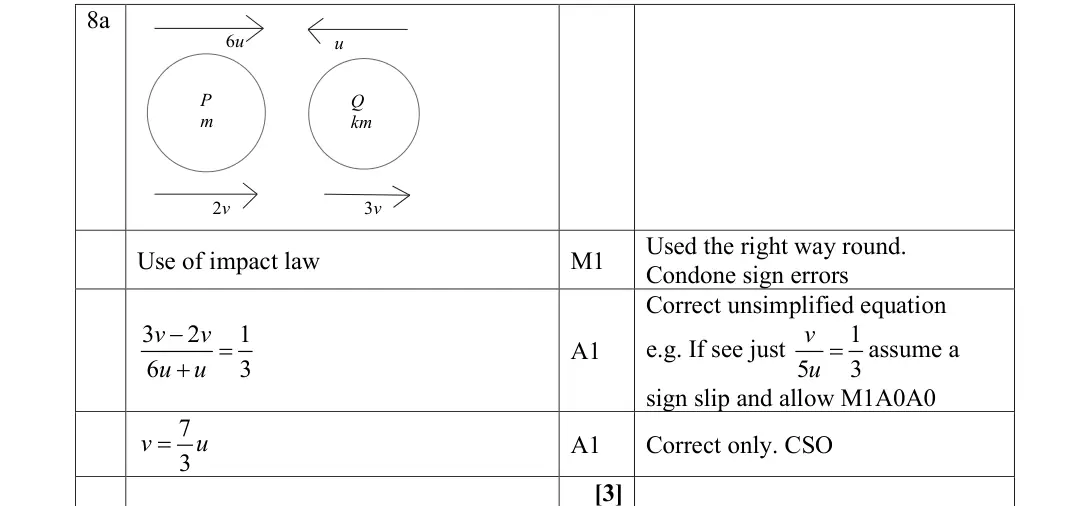 8a
6u u
P Q
m km
2v 3v
Use of impact law M1 Used the right way round.
Condone sign errors
(3v − 2v)/(6u + u) = 1/3 A1 Correct unsimplified equation
e.g. If see just v/5u = 1/3 assume a
sign slip and allow M1A0A0
v = 7/3 u A1 Correct only. CSO
[3]